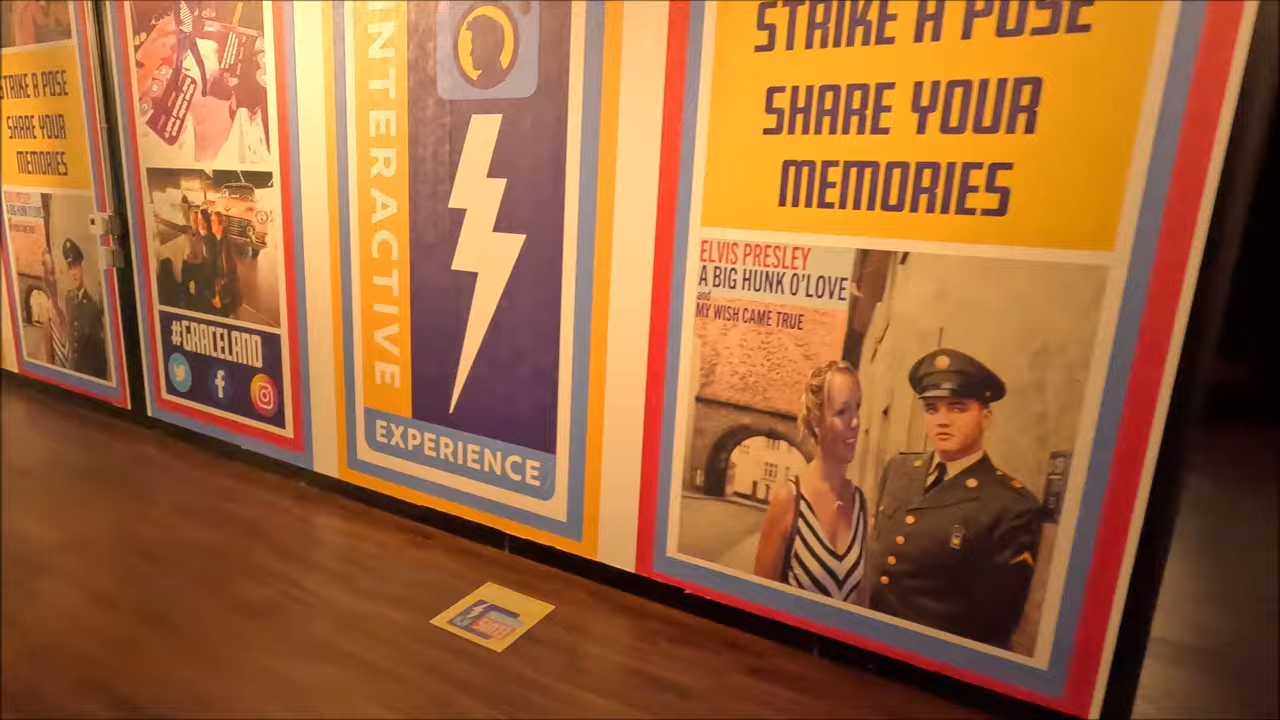 STRIKE A POSE
SHARE YOUR
MEMORIES
#GRACELAND
INTERACTIVE
EXPERIENCE
STRIKE A POSE
SHARE YOUR
MEMORIES
ELVIS PRESLEY
A BIG HUNK O'LOVE
and
MY WISH CAME TRUE